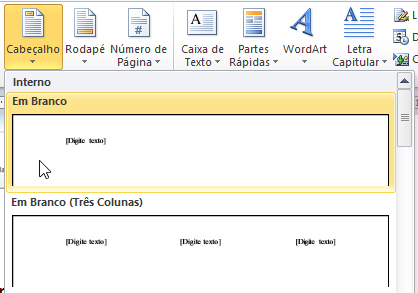 Cabeçalho Rodapé Número de Página Caixa de Texto Partes Rápidas WordArt Letra Capitular
Interno
Em Branco
[Digite texto]
Em Branco (Três Colunas)
[Digite texto] [Digite texto] [Digite texto]